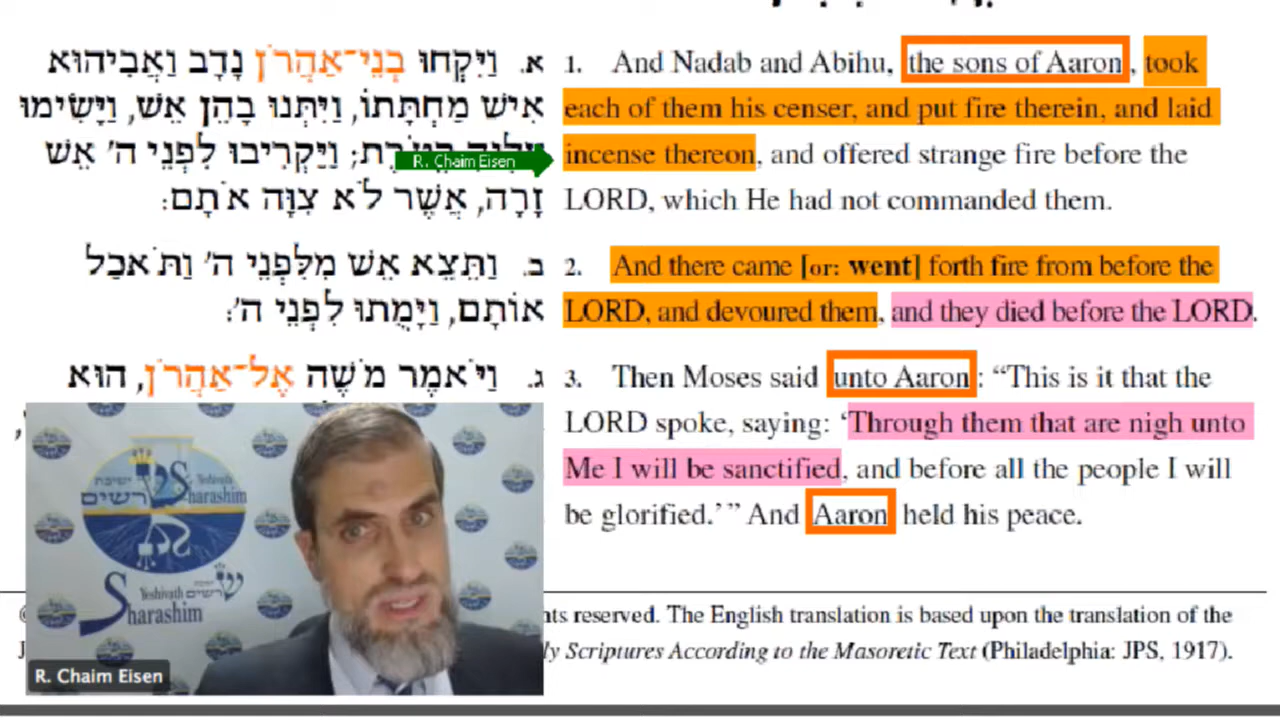 א. וַיִּקְחוּ בְנֵי־אַהֲרֹן נָדָב וַאֲבִיהוּא
אִישׁ מַחְתָּתוֹ, וַיִּתְּנוּ בָהֵן אֵשׁ, וַיָּשִׂימוּ
קְטֹרֶת; וַיַּקְרִיבוּ לִפְנֵי ה' אֵשׁ
זָרָה, אֲשֶׁר לֹא צִוָּה אֹתָם:
ב. וַתֵּצֵא אֵשׁ מִלִּפְנֵי ה' וַתֹּאכַל
אוֹתָם, וַיָּמֻתוּ לִפְנֵי ה':
ג. וַיֹּאמֶר מֹשֶׁה אֶל־אַהֲרֹן, הוּא
R. Chaim Eisen
1. And Nadab and Abihu, the sons of Aaron, took
each of them his censer, and put fire therein, and laid
incense thereon, and offered strange fire before the
LORD, which He had not commanded them.
2. And there came [or: went] forth fire from before the
LORD, and devoured them, and they died before the LORD.
3. Then Moses said unto Aaron: “This is it that the
LORD spoke, saying: ‘Through them that are nigh unto
Me I will be sanctified, and before all the people I will
be glorified.’” And Aaron held his peace.
ישיבת שרשים
Yeshivath Sharashim
Yeshivath שרשים
Sharashim
R. Chaim Eisen
hts reserved. The English translation is based upon the translation of the
ly Scriptures According to the Masoretic Text (Philadelphia: JPS, 1917).